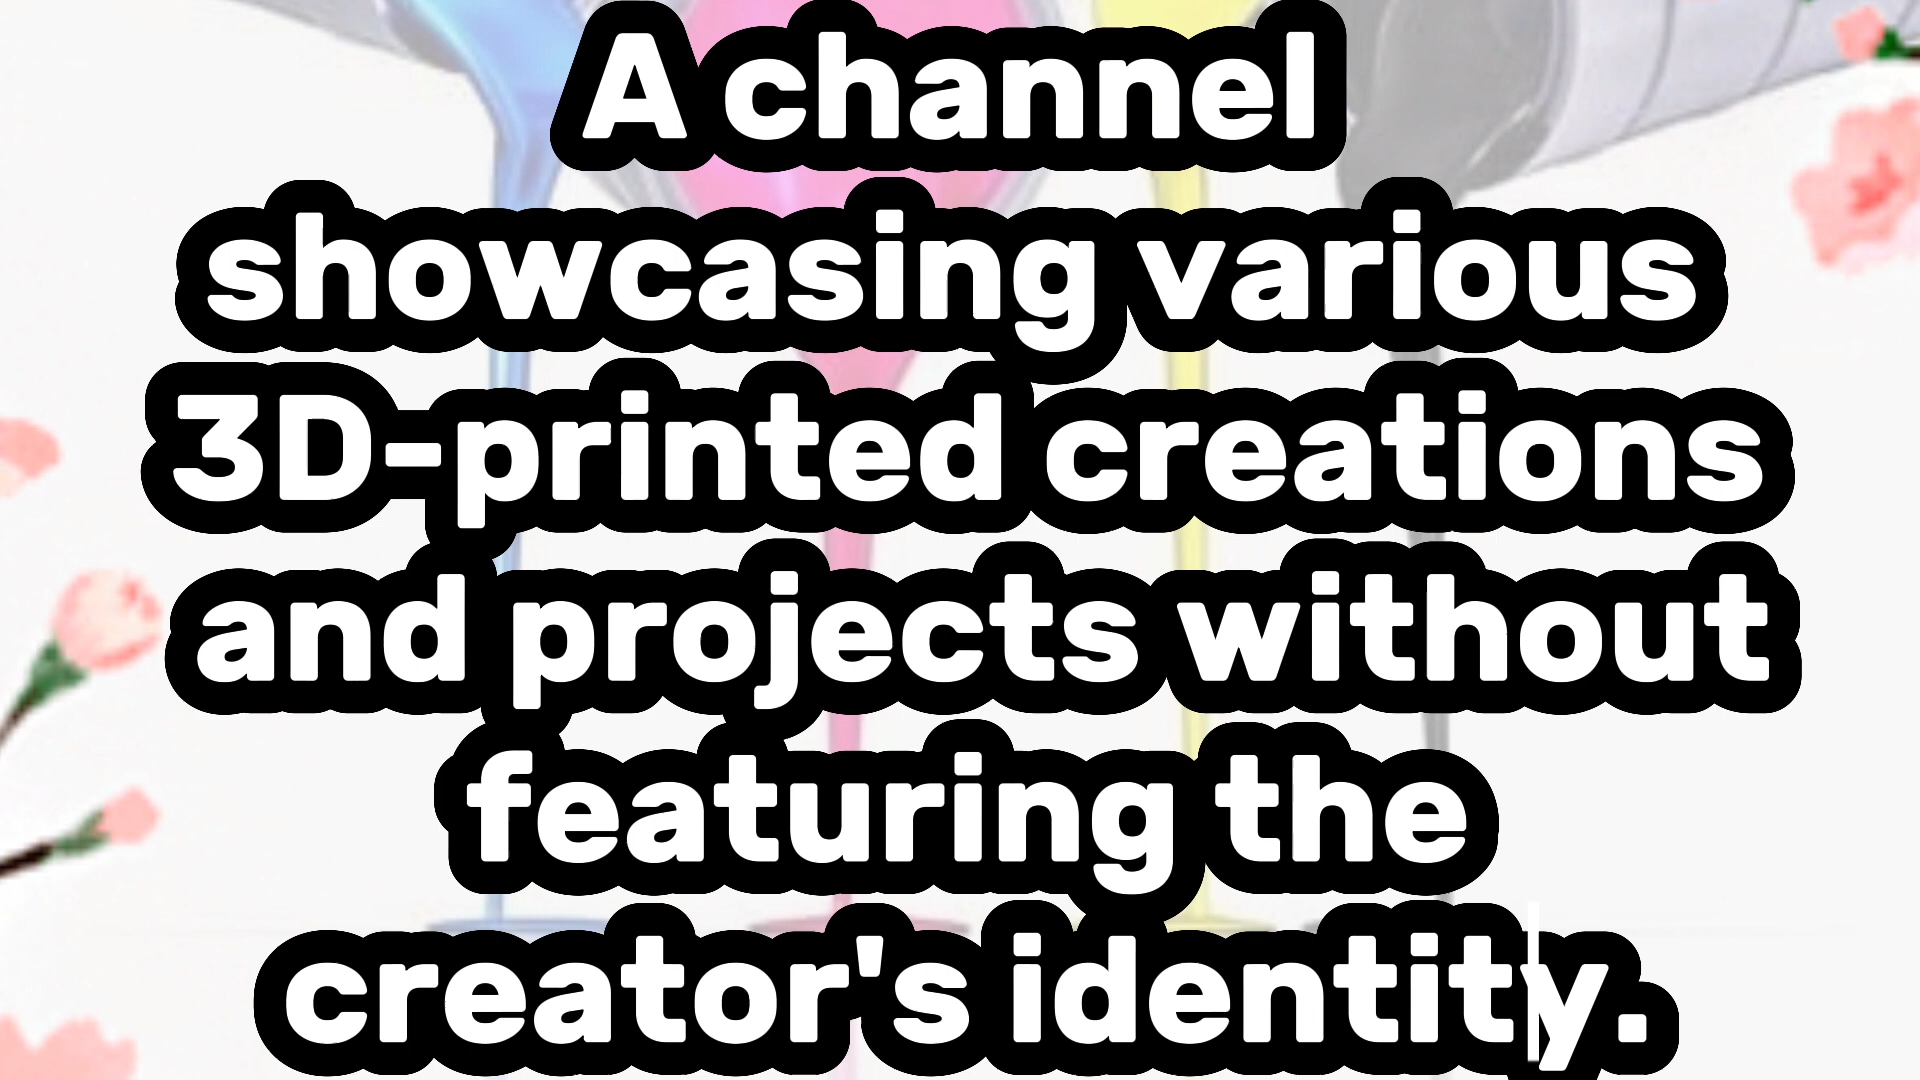 A channel
showcasing various
3D-printed creations
and projects without
featuring the
creator's identity.